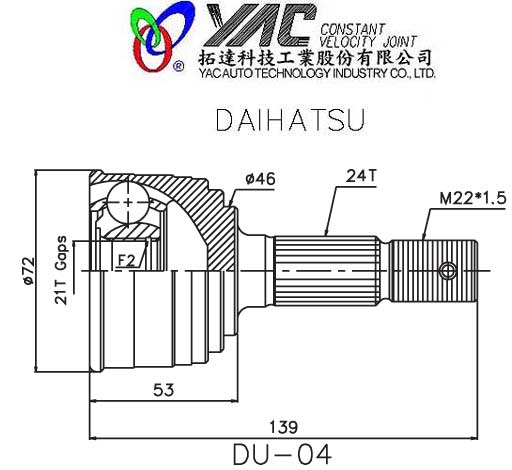 YAC CONSTANT
VELOCITY JOINT
®
拓達科技工業股份有限公司
YAC AUTO TECHNOLOGY INDUSTRY CO., LTD.
DAIHATSU
ø46
24T
M22*1.5
ø72
21T Gaps
F2
53
139
DU-04